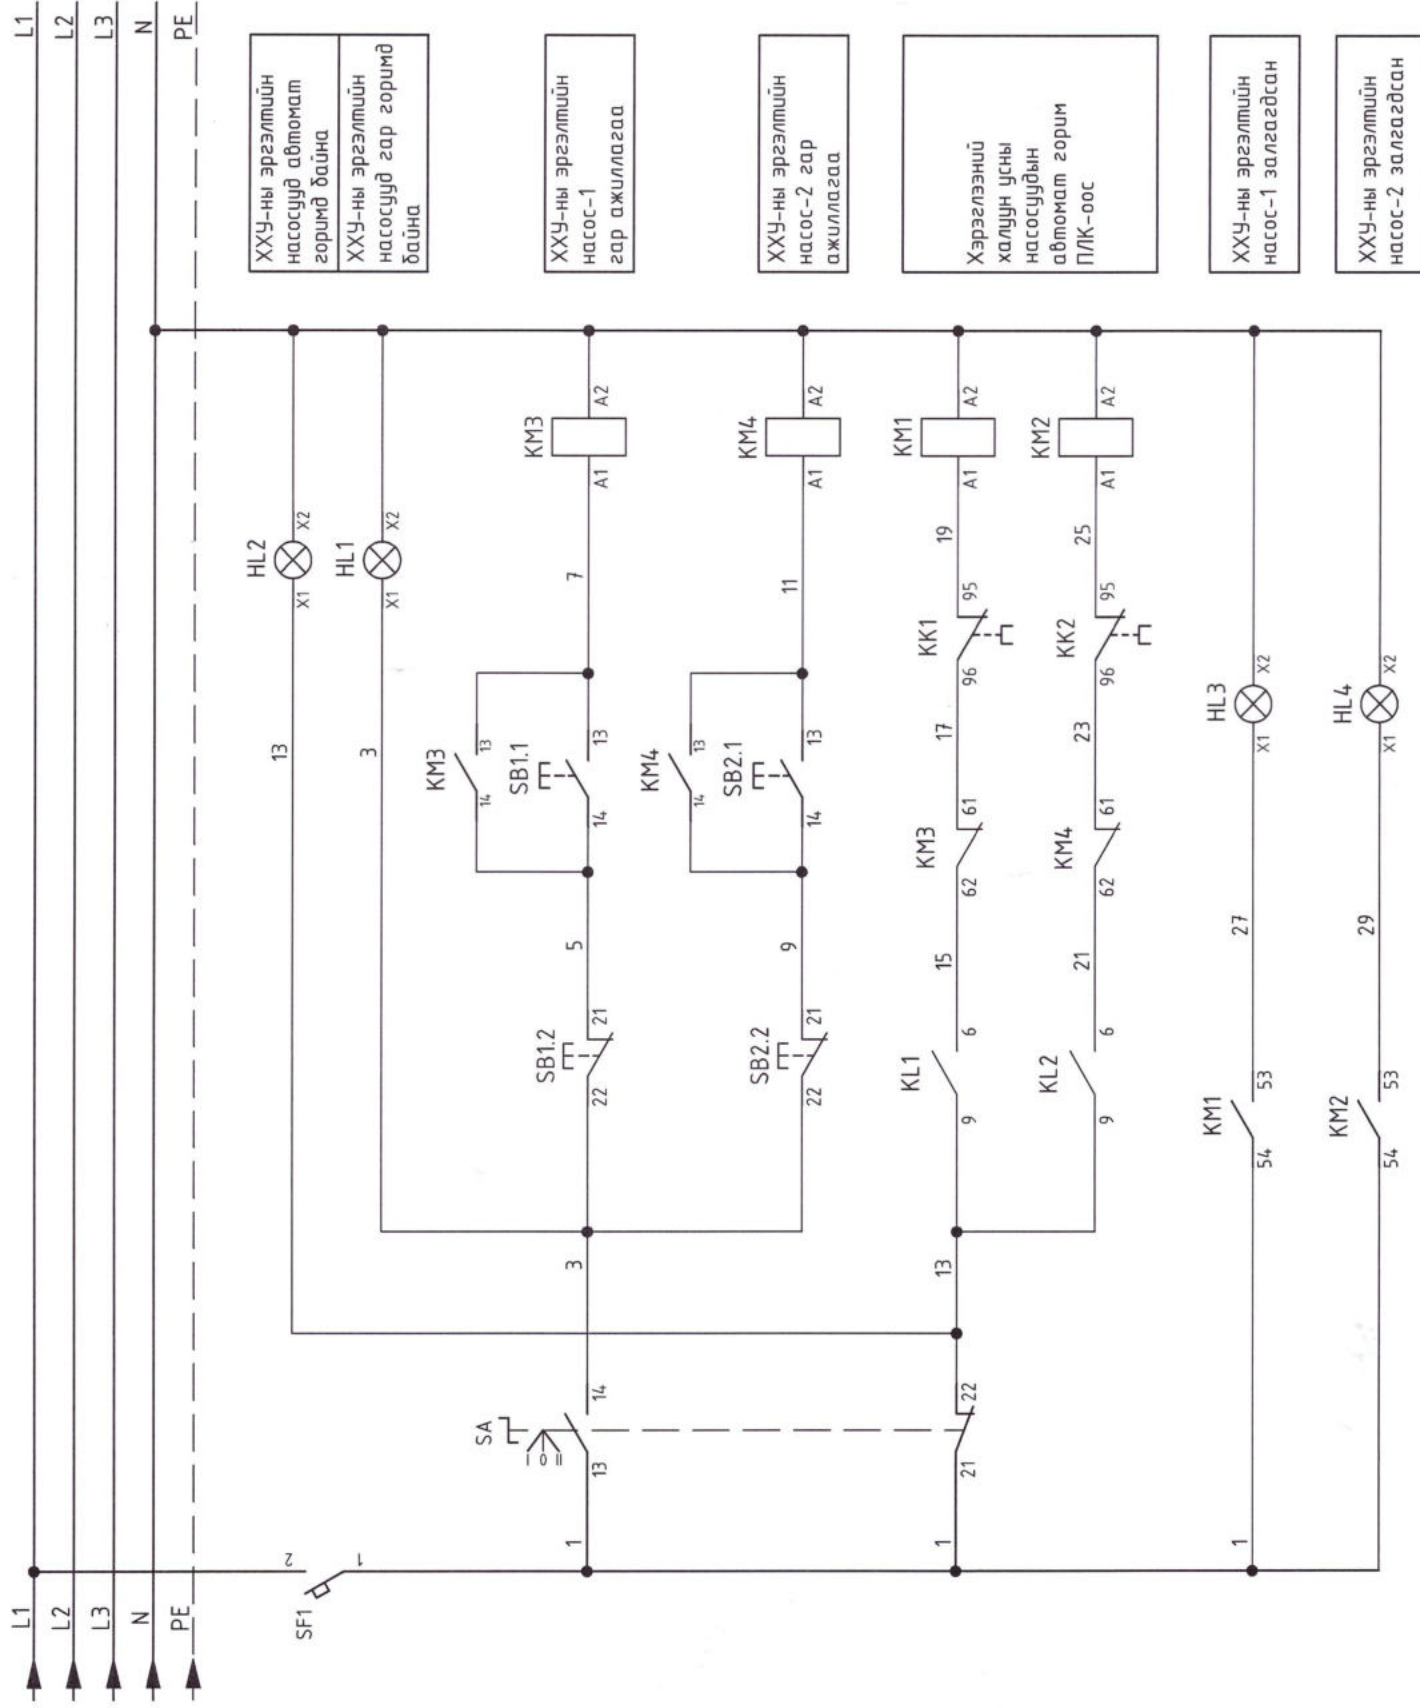 L1
L2
L3
N
PE
L1
L2
L3
N
PE
SF1
2
1
ХХУ-ны эргэлтийн
насосууд автомат
горимд байна
ХХУ-ны эргэлтийн
насосууд гар горимд
байна
ХХУ-ны эргэлтийн
насос-1
гар ажиллагаа
ХХУ-ны эргэлтийн
насос-2 гар
ажиллагаа
Хэрэглээний
халуун усны
насосуудын
автомат горим
ПЛК-оос
ХХУ-ны эргэлтийн
насос-1 залгагдсан
ХХУ-ны эргэлтийн
насос-2 залгагдсан
13
HL2
X1
X2
3
HL1
X1
X2
KM3
14
13
1
SA
I
0
II
13
14
3
SB1.2
22
21
5
SB1.1
14
13
7
KM3
A1
A2
KM4
14
13
SB2.2
22
21
9
SB2.1
14
13
11
KM4
A1
A2
1
21
22
13
KL1
9
6
15
KM3
62
61
17
KK1
96
95
19
KM1
A1
A2
KL2
9
6
21
KM4
62
61
23
KK2
96
95
25
KM2
A1
A2
1
KM1
54
53
27
HL3
X1
X2
KM2
54
53
29
HL4
X1
X2